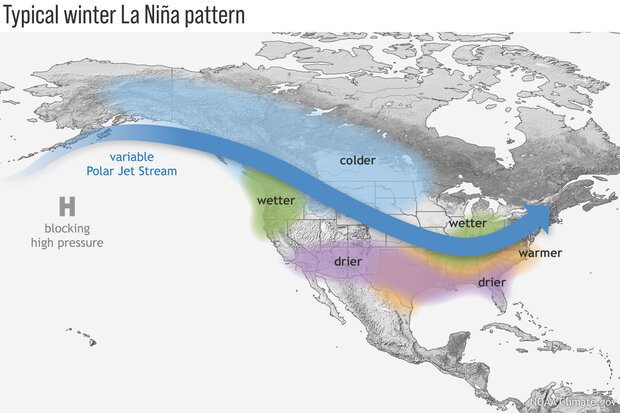 Typical winter La Niña pattern
variable
Polar Jet Stream
H
blocking
high pressure
colder
wetter
wetter
warmer
drier
drier
NOAA Climate.gov